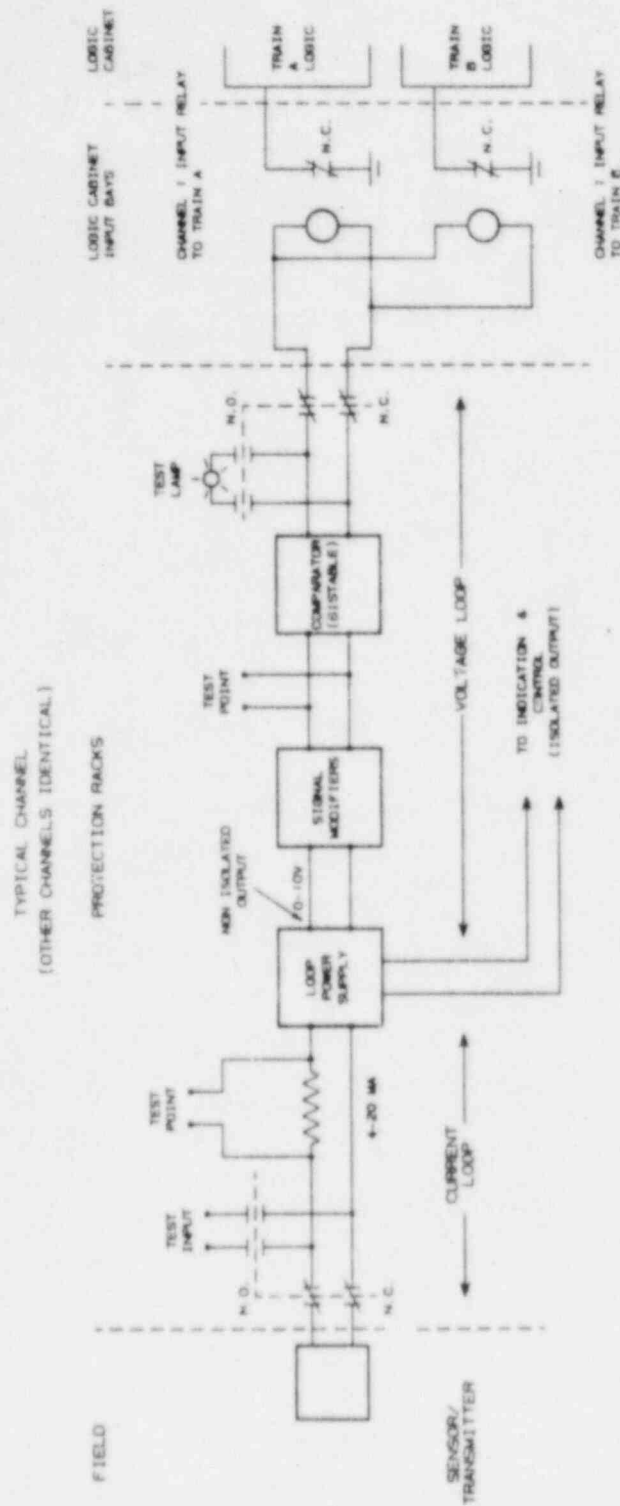 TYPICAL CHANNEL
(OTHER CHANNELS IDENTICAL)
FIELD
PROTECTION RACKS
LOGIC CABINET
INPUT BAYS
LOGIC
CABINET
SENSOR/
TRANSMITTER
N.O.
N.C.
TEST
INPUT
TEST
POINT
4-20 MA
CURRENT
LOOP
LOOP
POWER
SUPPLY
NON ISOLATED
OUTPUT
0-10V
SIGNAL
MODIFIERS
TEST
POINT
COMPARATOR
(BISTABLE)
TEST
LAMP
N.O.
N.C.
VOLTAGE LOOP
TO INDICATION &
CONTROL
(ISOLATED OUTPUT)
CHANNEL I INPUT RELAY
TO TRAIN A
N.C.
TRAIN
A LOGIC
N.C.
TRAIN
B LOGIC
CHANNEL I INPUT RELAY
TO TRAIN B